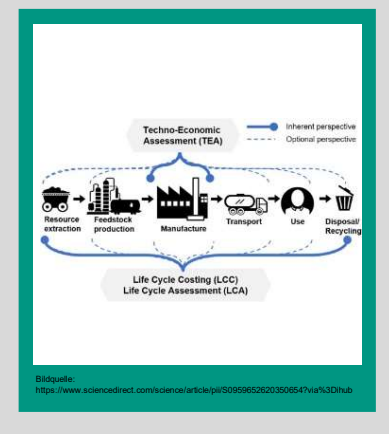 Techno-Economic
Assessment (TEA)
Inherent perspective
Optional perspective
Resource
extraction
Feedstock
production
Manufacture
Transport
Use
Disposal/
Recycling
Life Cycle Costing (LCC)
Life Cycle Assessment (LCA)
Bildquelle:
https://www.sciencedirect.com/science/article/pii/S0959652620350654?via%3Dihub